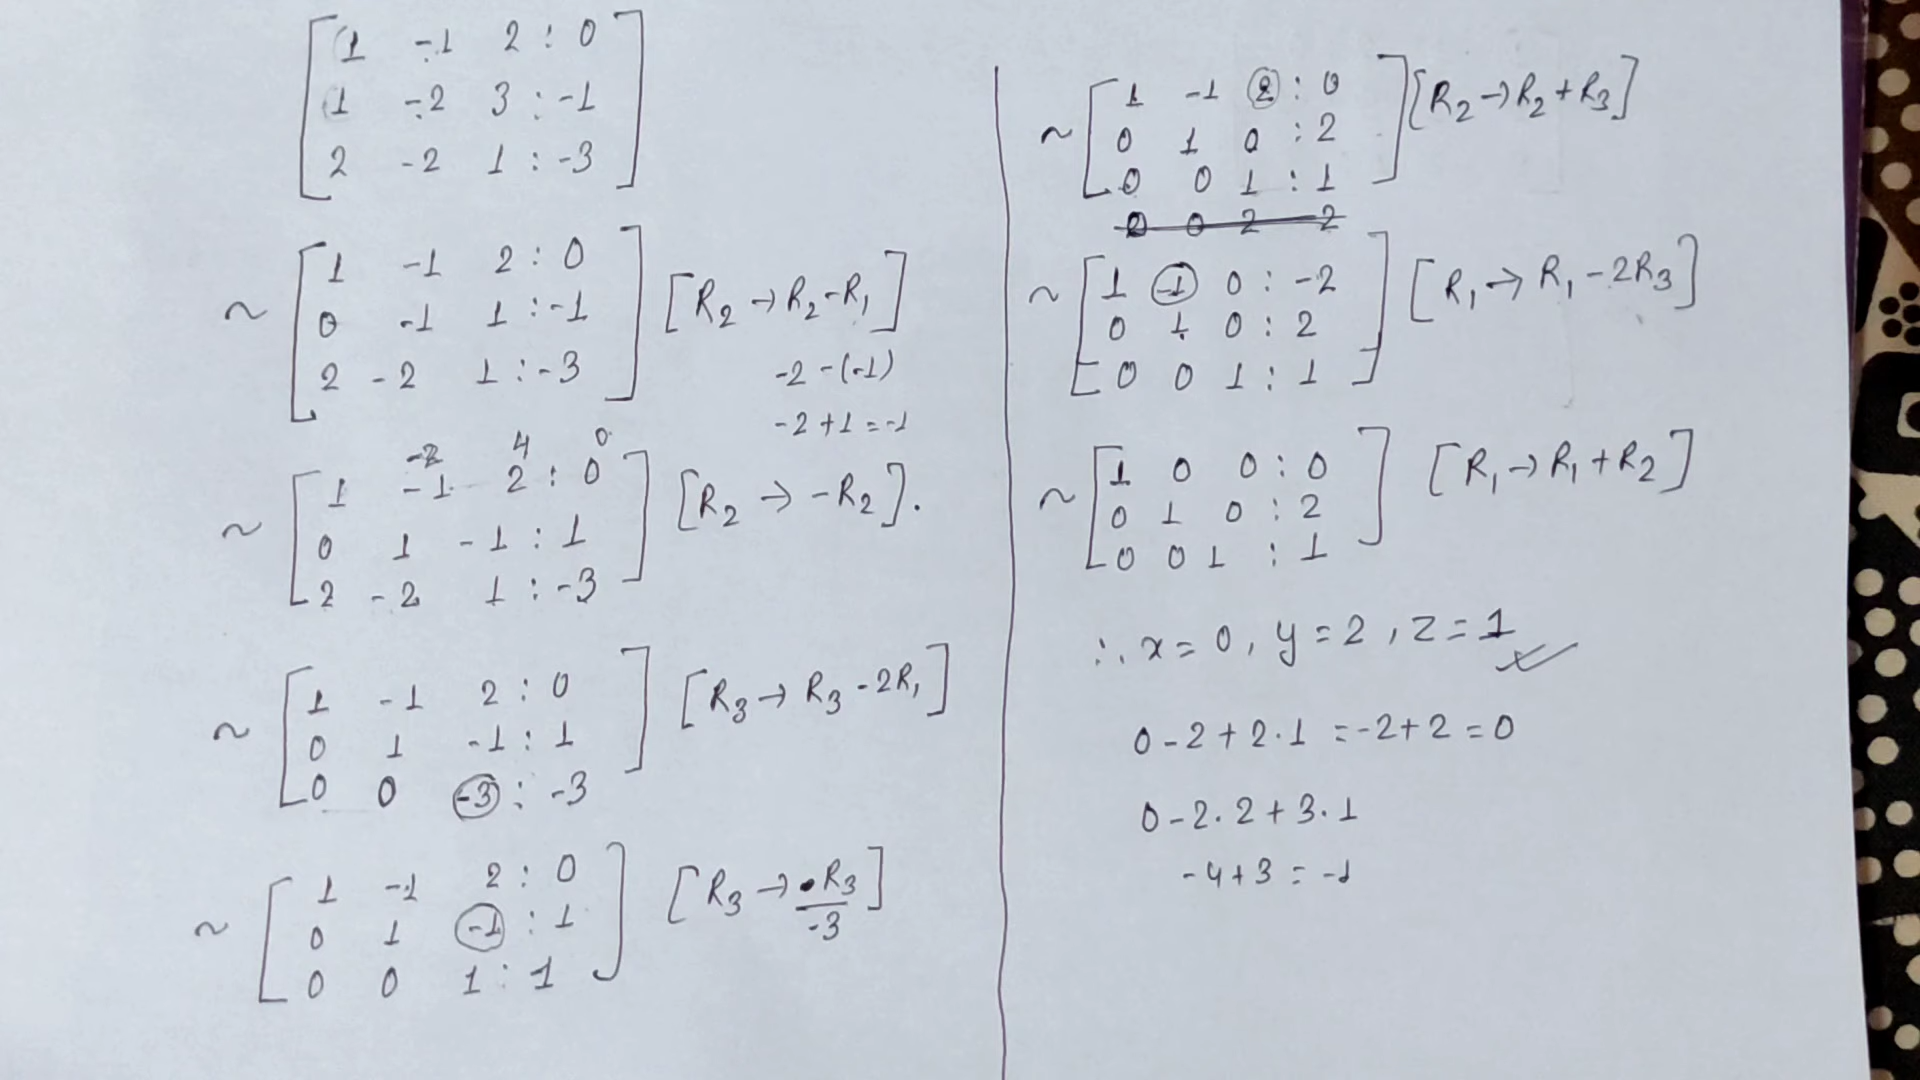 1 -1 2 : 0
1 -2 3 : -1
2 -2 1 : -3
~ 1 -1 2 : 0
0 -1 1 : -1 [R₂ → R₂ - R₁]
2 -2 1 : -3
-2 - (-1)
-2 + 1 = -1
-2 4 0
~ 1 -1 2 : 0 [R₂ → -R₂].
0 1 -1 : 1
2 -2 1 : -3
~ 1 -1 2 : 0 [R₃ → R₃ - 2R₁]
0 1 -1 : 1
0 0 -3 : -3
~ 1 -1 2 : 0 [R₃ → R₃/-3]
0 1 -1 : 1
0 0 1 : 1
~ 1 -1 2 : 0 [R₂ → R₂ + R₃]
0 1 0 : 2
0 0 1 : 1
0 0 2 2
~ 1 -1 0 : -2 [R₁ → R₁ - 2R₃]
0 1 0 : 2
0 0 1 : 1
~ 1 0 0 : 0 [R₁ → R₁ + R₂]
0 1 0 : 2
0 0 1 : 1
∴ x = 0, y = 2, z = 1
0 - 2 + 2·1 = -2 + 2 = 0
0 - 2·2 + 3·1
-4 + 3 = -1